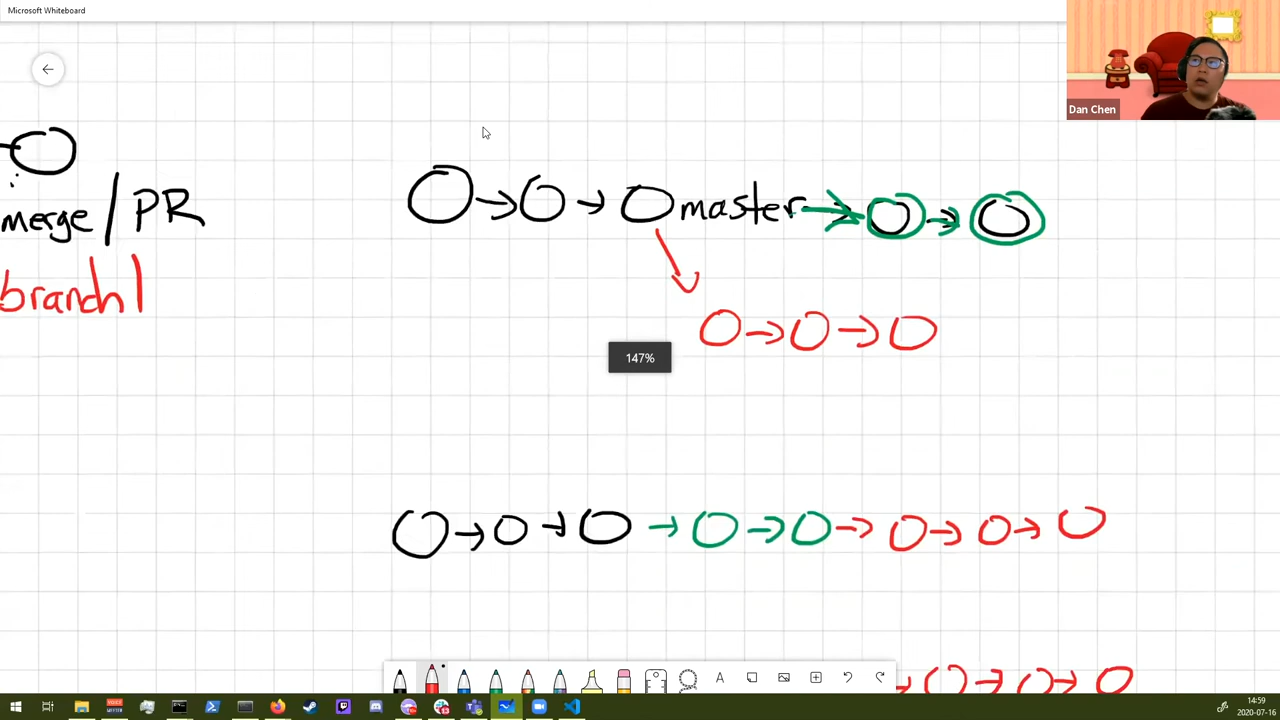 Microsoft Whiteboard
Dan Chen
merge/PR
master
branch1
147%
A
14:59
2020-07-16